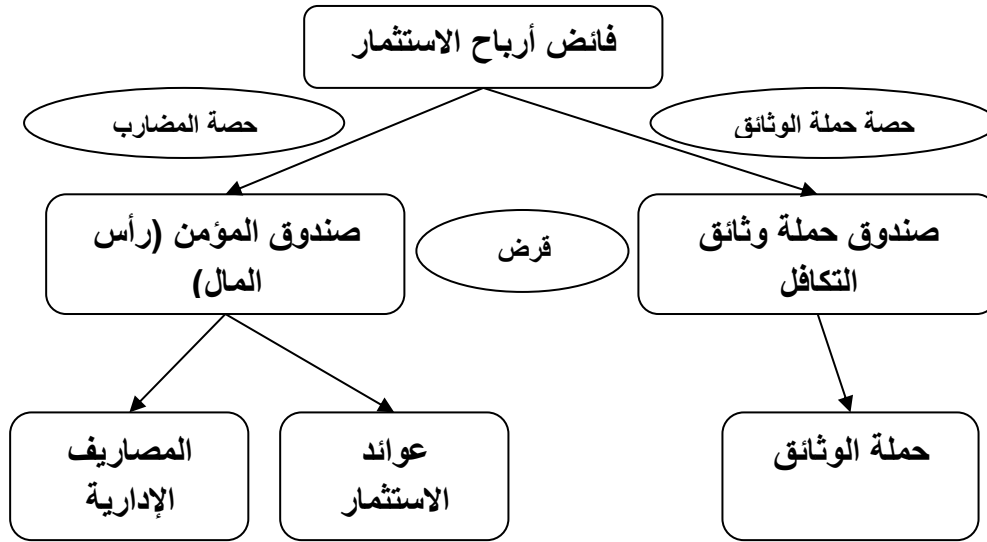 فائض أرباح الاستثمار
حصة حملة الوثائق
حصة المضارب
صندوق حملة وثائق
التكافل
قرض
صندوق المؤمن (رأس
المال)
حملة الوثائق
عوائد
الاستثمار
المصاريف
الإدارية